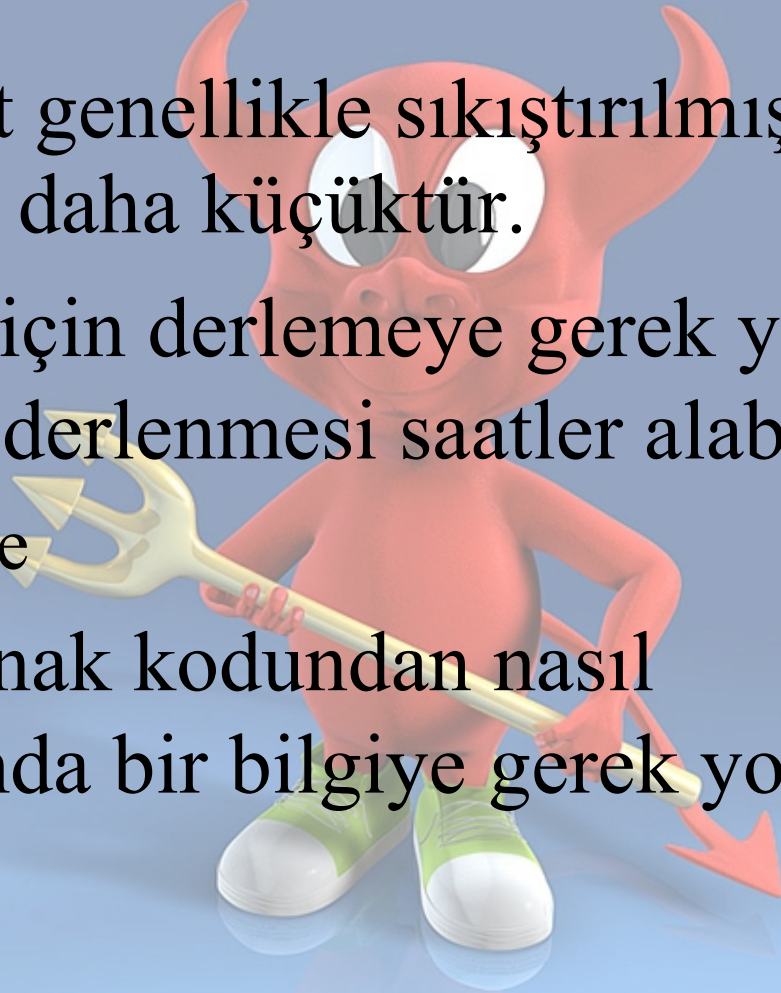 t genellikle sıkıştırılmış
daha küçüktür.
için derlemeye gerek y
derlenmesi saatler alab
e
nak kodundan nasıl
nda bir bilgiye gerek yo